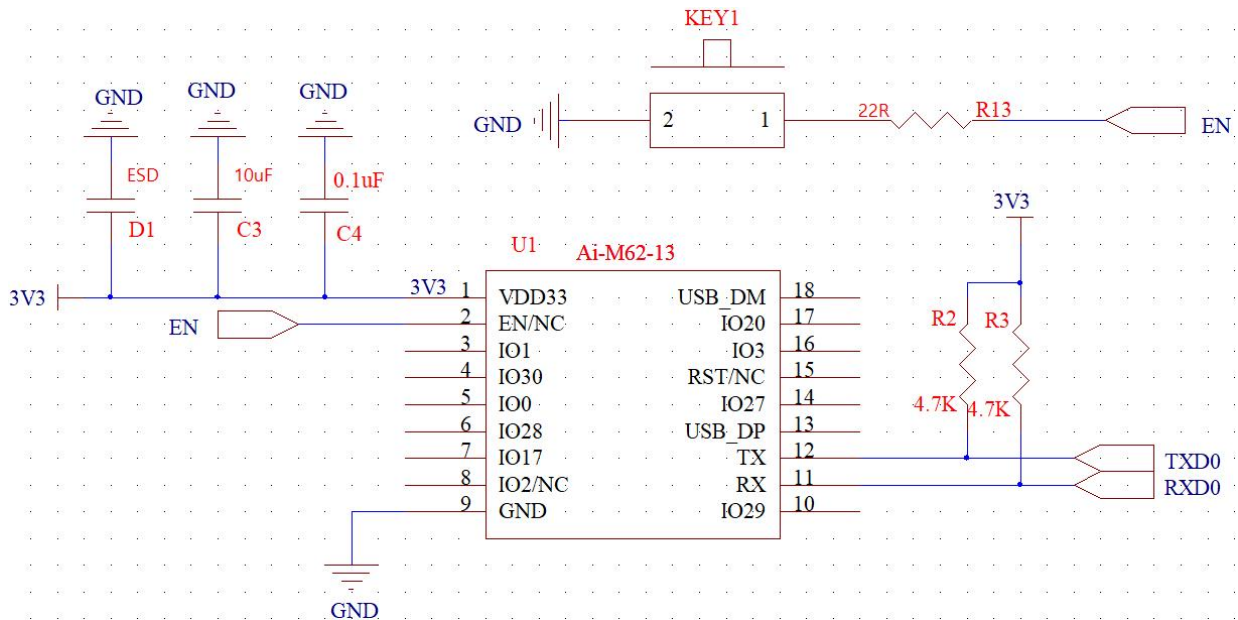 KEY1
GND
GND
GND
GND
2
1
22R
R13
EN
ESD
10uF
0.1uF
D1
C3
C4
3V3
U1
Ai-M62-13
3V3
3V3
1
VDD33
USB_DM
18
EN
2
EN/NC
IO20
17
R2
R3
3
IO1
IO3
16
4
IO30
RST/NC
15
5
IO0
IO27
14
4.7K
4.7K
6
IO28
USB_DP
13
7
IO17
TX
12
TXD0
8
IO2/NC
RX
11
RXD0
9
GND
IO29
10
GND